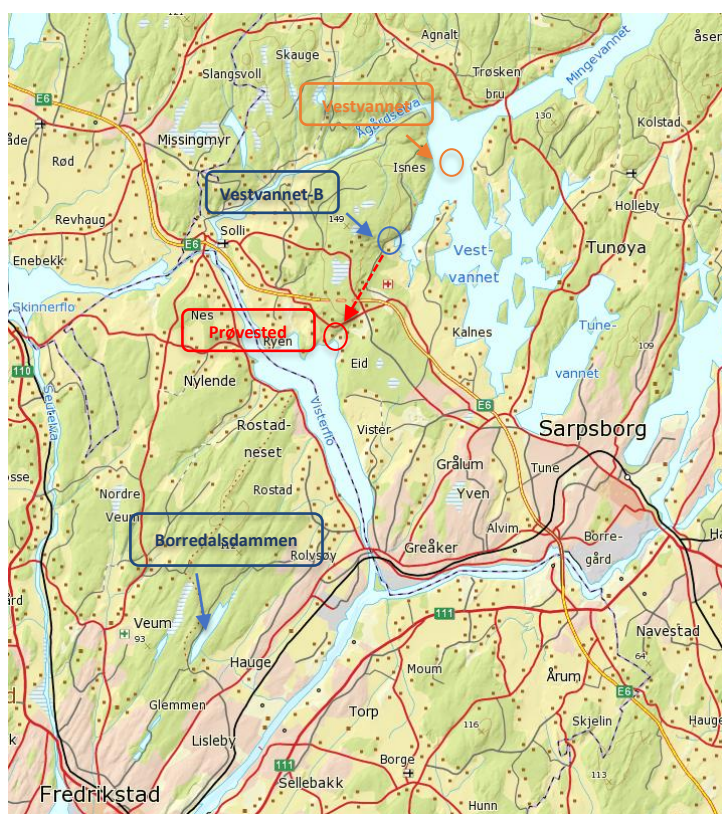 Agnalt
Skauge
åsen
Slangsvoll
Trøsken
bru
Mingevannet
E6
Vestvannet
130
Ågårdselva
Kolstad
Missingmyr
Rød
Isnes
Vestvannet-B
Holleby
Revhaug
149
Solli
Vest-
vannet
Tunøya
E6
Enebekk
Skinnerflo
Nes
Prøvested
Ryen
Kalnes
Tune-
vannet
109
Eid
110
Nylende
Seutelva
Visterflo
E6
Rostad-
neset
Vister
Sarpsborg
Grålum
Tune
osse
Nordre
Veum
Rostad
Yven
Borredalsdammen
Alvim
Borre-
gård
Rolvsøy
Greåker
111
Veum
93
Navestad
Hauge
Moum
64
Årum
E6
Glemmen
Torp
Skjelin
Hauge
Lisleby
116
111
Borge
113
Sellebakk
Fredrikstad
Hunn